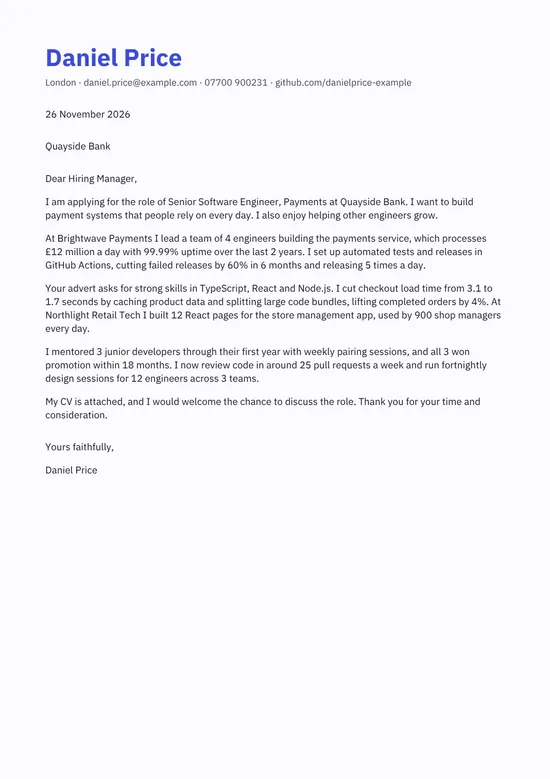 Daniel Price
London · daniel.price@example.com · 07700 900231 · github.com/danielprice-example
26 November 2026
Quayside Bank
Dear Hiring Manager,
I am applying for the role of Senior Software Engineer, Payments at Quayside Bank. I want to build
payment systems that people rely on every day. I also enjoy helping other engineers grow.
At Brightwave Payments I lead a team of 4 engineers building the payments service, which processes
£12 million a day with 99.99% uptime over the last 2 years. I set up automated tests and releases in
GitHub Actions, cutting failed releases by 60% in 6 months and releasing 5 times a day.
Your advert asks for strong skills in TypeScript, React and Node.js. I cut checkout load time from 3.1 to
1.7 seconds by caching product data and splitting large code bundles, lifting completed orders by 4%. At
Northlight Retail Tech I built 12 React pages for the store management app, used by 900 shop managers
every day.
I mentored 3 junior developers through their first year with weekly pairing sessions, and all 3 won
promotion within 18 months. I now review code in around 25 pull requests a week and run fortnightly
design sessions for 12 engineers across 3 teams.
My CV is attached, and I would welcome the chance to discuss the role. Thank you for your time and
consideration.
Yours faithfully,
Daniel Price